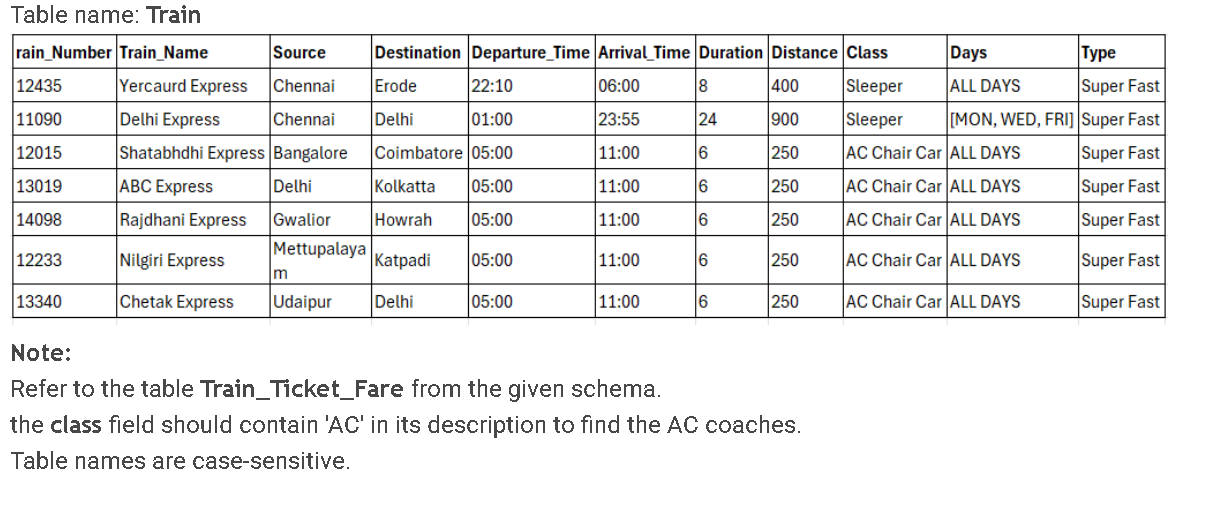 Table name: Train
rain_Number Train_Name Source Destination Departure_Time Arrival_Time Duration Distance Class Days Type
12435 Yercaurd Express Chennai Erode 22:10 06:00 8 400 Sleeper ALL DAYS Super Fast
11090 Delhi Express Chennai Delhi 01:00 23:55 24 900 Sleeper [MON, WED, FRI] Super Fast
12015 Shatabhdhi Express Bangalore Coimbatore 05:00 11:00 6 250 AC Chair Car ALL DAYS Super Fast
13019 ABC Express Delhi Kolkatta 05:00 11:00 6 250 AC Chair Car ALL DAYS Super Fast
14098 Rajdhani Express Gwalior Howrah 05:00 11:00 6 250 AC Chair Car ALL DAYS Super Fast
12233 Nilgiri Express Mettupalaya
m Katpadi 05:00 11:00 6 250 AC Chair Car ALL DAYS Super Fast
13340 Chetak Express Udaipur Delhi 05:00 11:00 6 250 AC Chair Car ALL DAYS Super Fast
Note:
Refer to the table Train_Ticket_Fare from the given schema.
the class field should contain 'AC' in its description to find the AC coaches.
Table names are case-sensitive.